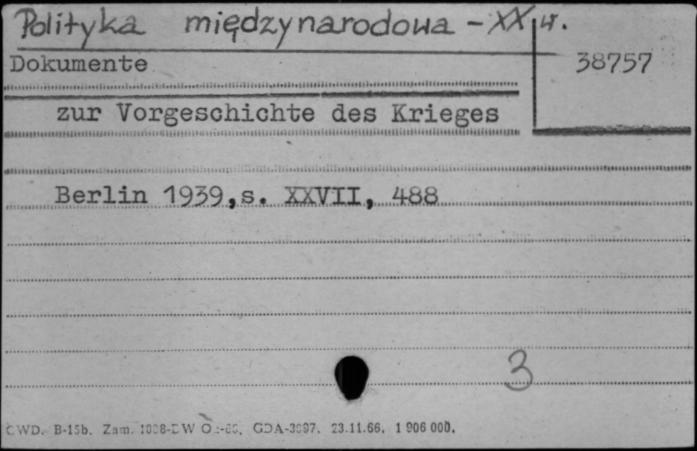 Polityka międzynarodowa - XX w.
Dokumente
38757
zur Vorgeschichte des Krieges
Berlin 1939,s. XXVII, 488
3
CWD. B-15b. Zam. GDA-3897. 23.11.66. 1 906 000.